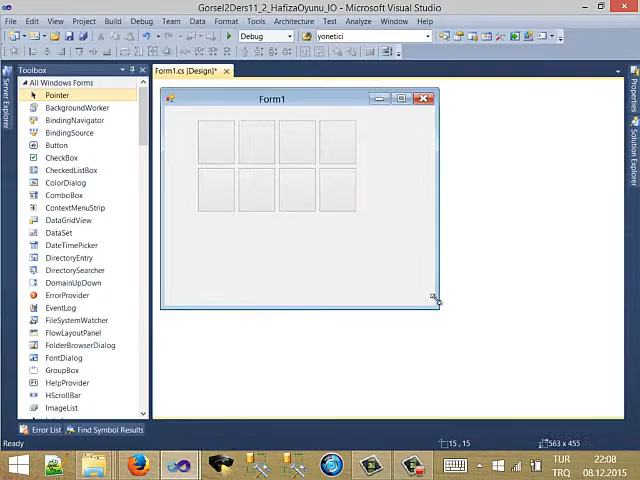 Gorsel2Ders11_2_HafizaOyunu_IO - Microsoft Visual Studio
File Edit View Project Build Debug Team Data Format Tools Architecture Test Analyze Window Help
Debug yonetici
Toolbox
Form1.cs [Design]*
All Windows Forms
Form1
Pointer
BackgroundWorker
BindingNavigator
BindingSource
Button
CheckBox
CheckedListBox
ColorDialog
ComboBox
ContextMenuStrip
DataGridView
DataSet
DateTimePicker
DirectoryEntry
DirectorySearcher
DomainUpDown
ErrorProvider
EventLog
FileSystemWatcher
FlowLayoutPanel
FolderBrowserDialog
FontDialog
GroupBox
HelpProvider
HScrollBar
ImageList
Server Explorer
Properties
Solution Explorer
Error List Find Symbol Results
Ready 15 , 15 563 x 455
TUR 22:08
TRQ 08.12.2015